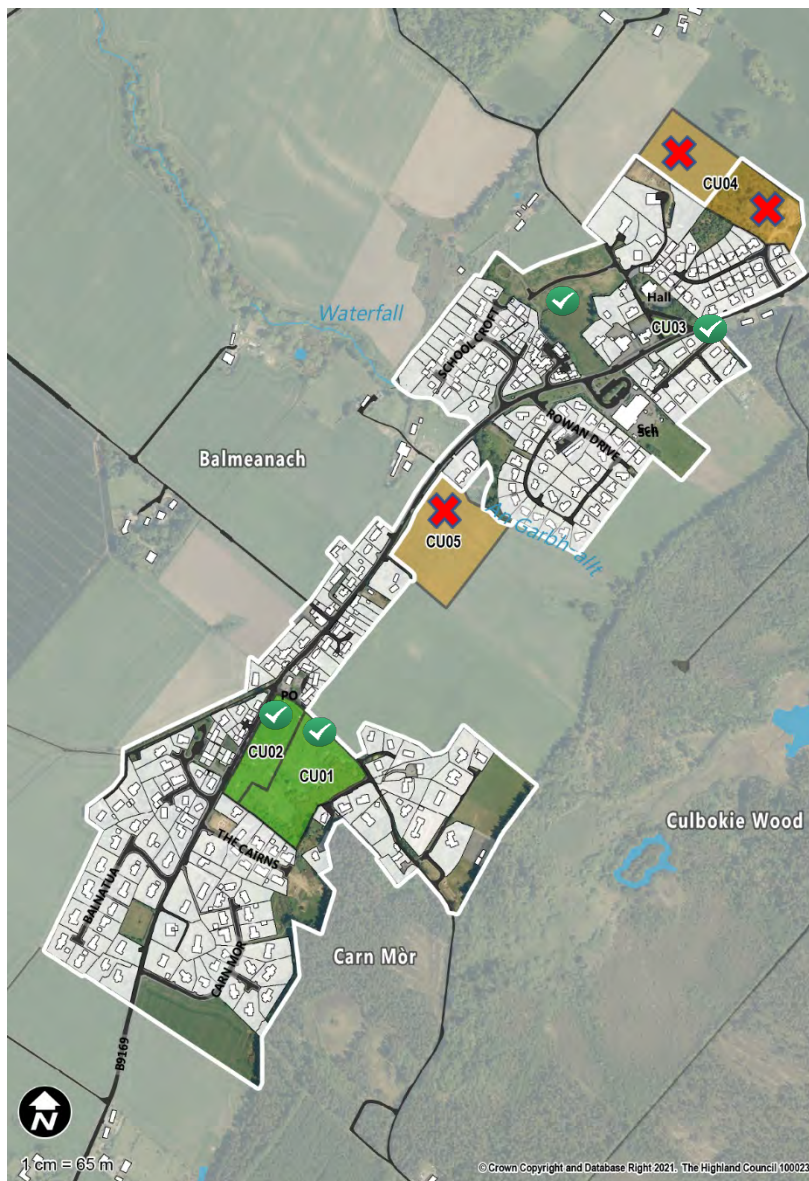 CU04
Waterfall
Hall
CU03
SCHOOL CROFT
ROWAN DRIVE
Sch
Balmeanach
CU05
An Garbh-allt
PO
CU02
CU01
Culbokie Wood
THE CAIRNS
BALNATUA
Carn Mòr
CARN MOR
B9169
N
1 cm = 65 m
© Crown Copyright and Database Right 2021. The Highland Council 100023